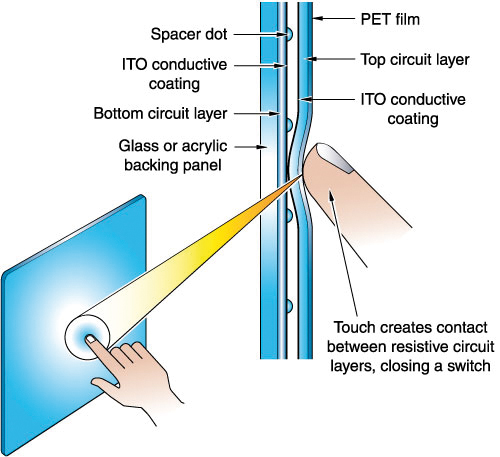 Spacer dot
ITO conductive
coating
Bottom circuit layer
Glass or acrylic
backing panel
PET film
Top circuit layer
ITO conductive
coating
Touch creates contact
between resistive circuit
layers, closing a switch